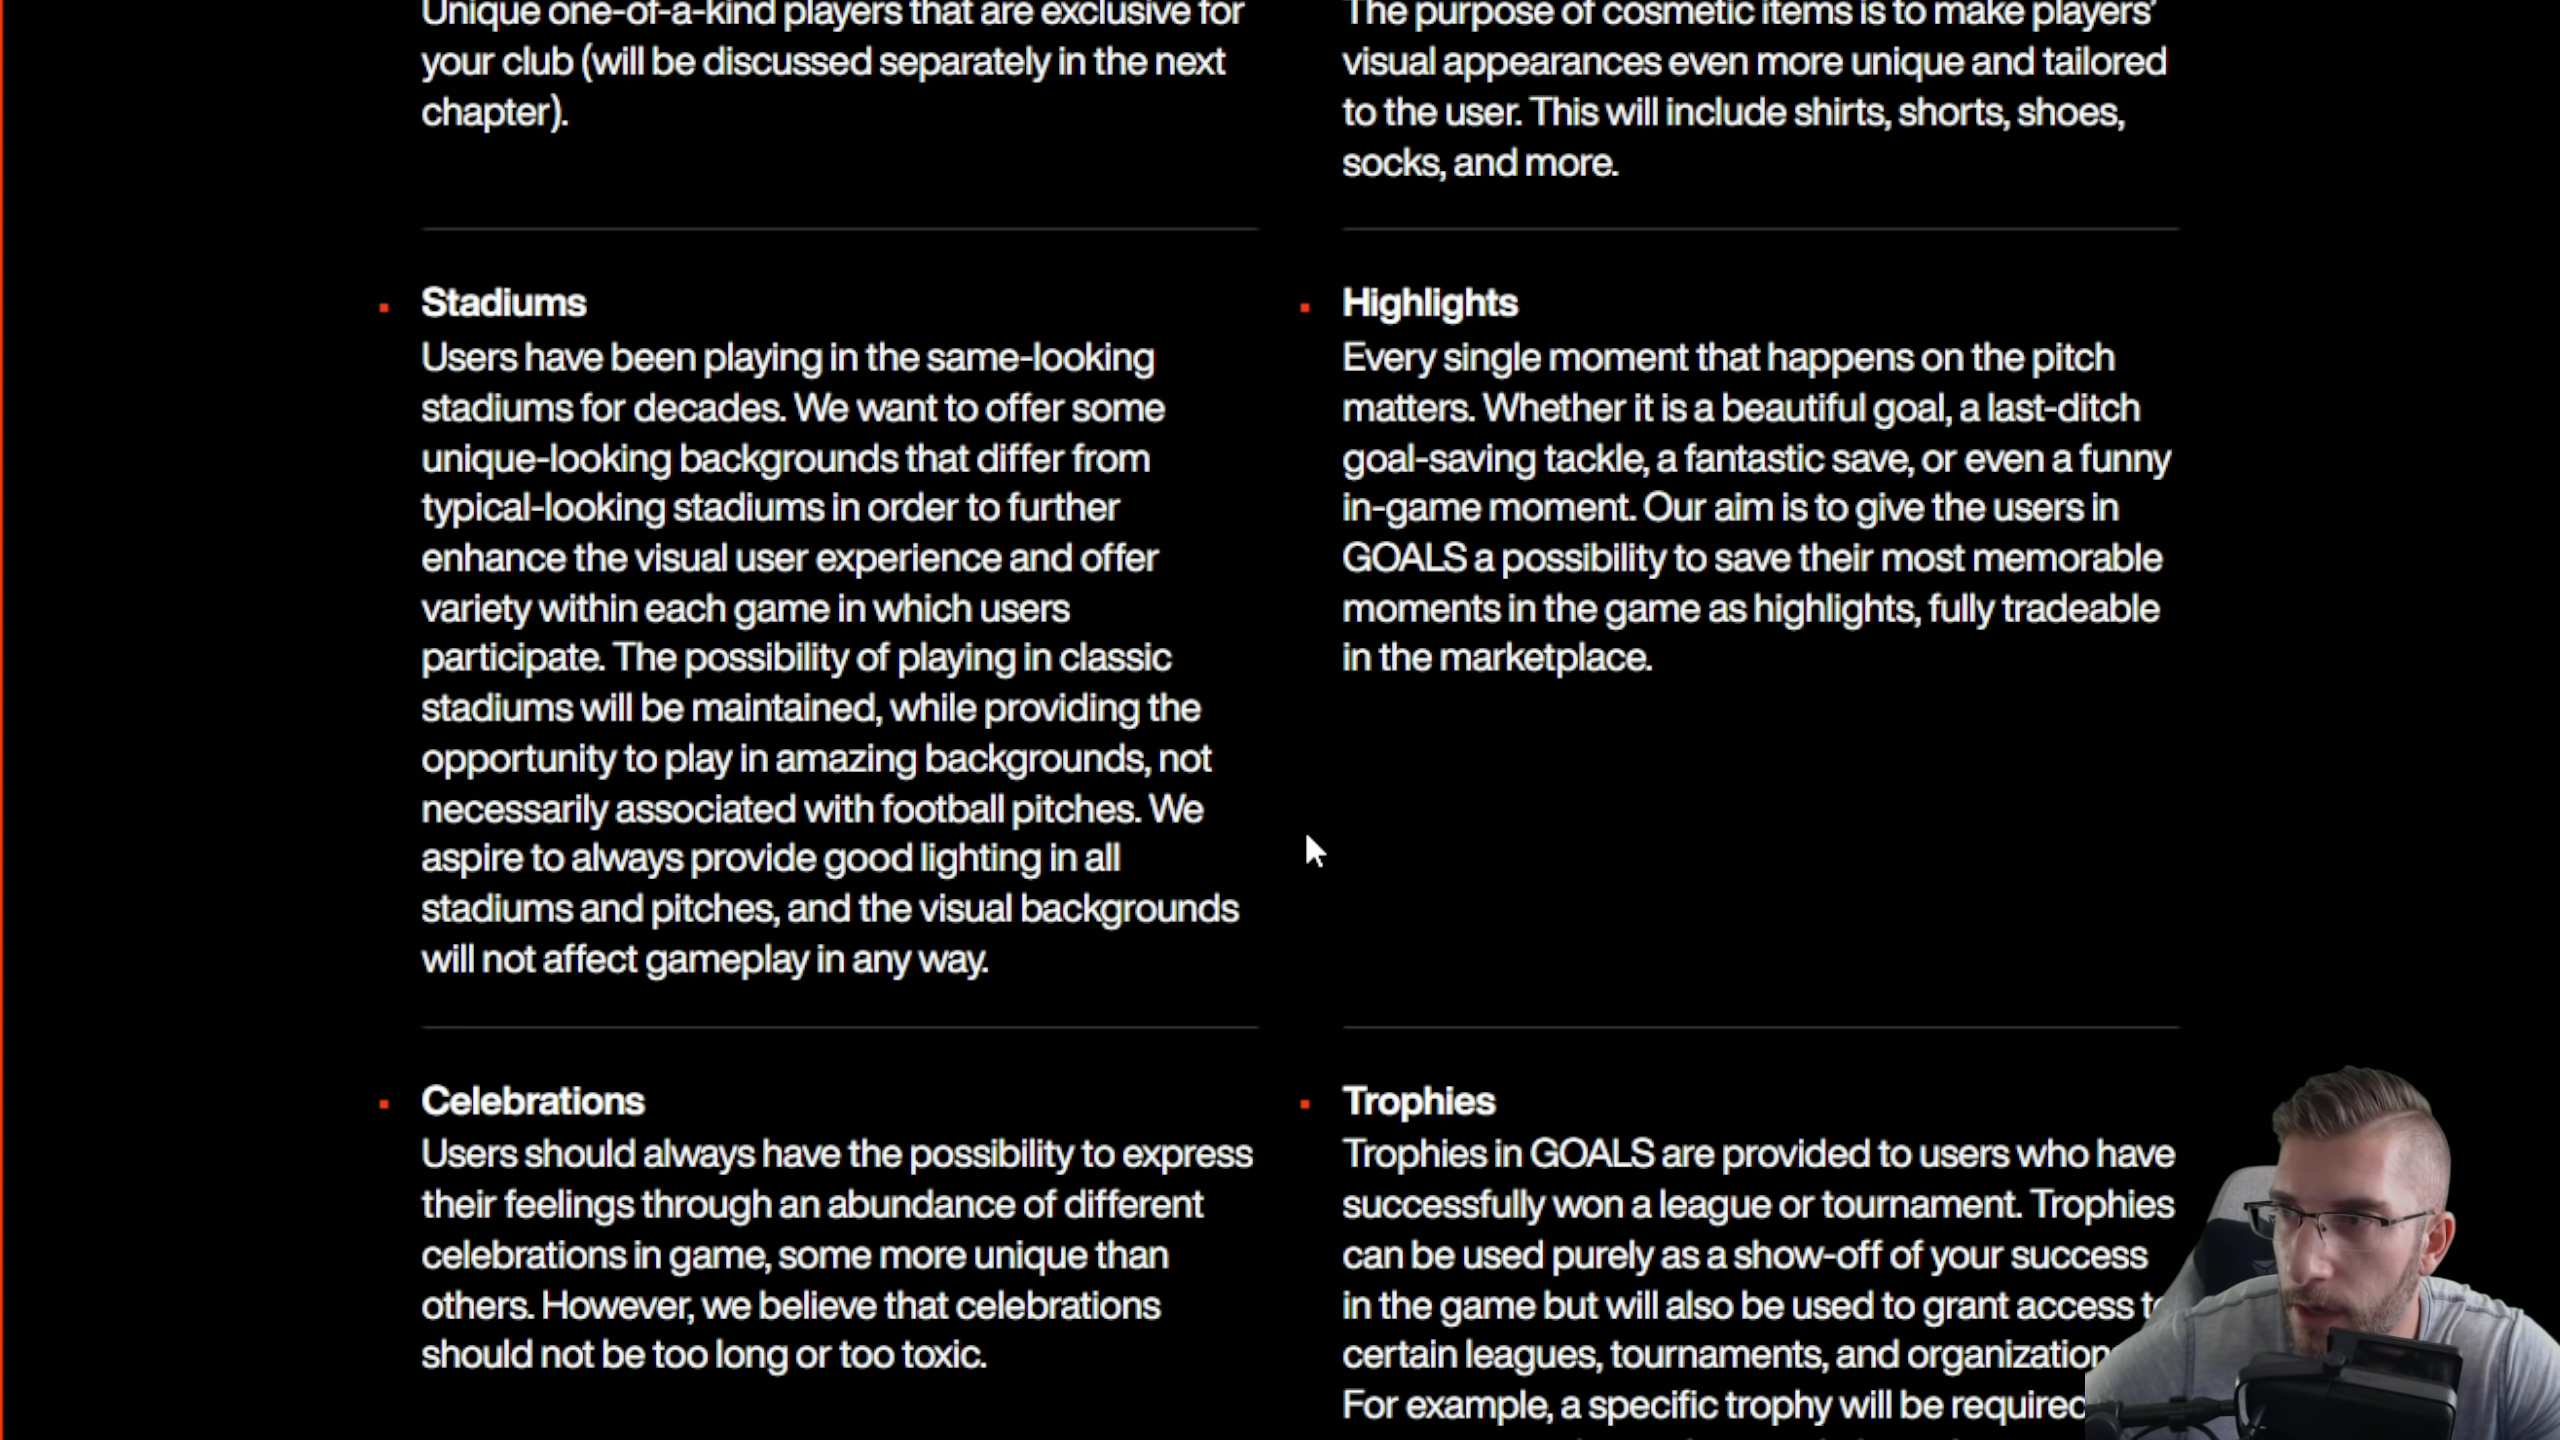 Unique one-of-a-kind players that are exclusive for
your club (will be discussed separately in the next
chapter).
The purpose of cosmetic items is to make players'
visual appearances even more unique and tailored
to the user. This will include shirts, shorts, shoes,
socks, and more.
Stadiums
Users have been playing in the same-looking
stadiums for decades. We want to offer some
unique-looking backgrounds that differ from
typical-looking stadiums in order to further
enhance the visual user experience and offer
variety within each game in which users
participate. The possibility of playing in classic
stadiums will be maintained, while providing the
opportunity to play in amazing backgrounds, not
necessarily associated with football pitches. We
aspire to always provide good lighting in all
stadiums and pitches, and the visual backgrounds
will not affect gameplay in any way.
Highlights
Every single moment that happens on the pitch
matters. Whether it is a beautiful goal, a last-ditch
goal-saving tackle, a fantastic save, or even a funny
in-game moment. Our aim is to give the users in
GOALS a possibility to save their most memorable
moments in the game as highlights, fully tradeable
in the marketplace.
Celebrations
Users should always have the possibility to express
their feelings through an abundance of different
celebrations in game, some more unique than
others. However, we believe that celebrations
should not be too long or too toxic.
Trophies
Trophies in GOALS are provided to users who have
successfully won a league or tournament. Trophies
can be used purely as a show-off of your success
in the game but will also be used to grant access
certain leagues, tournaments, and
For example, a specific trophy will be